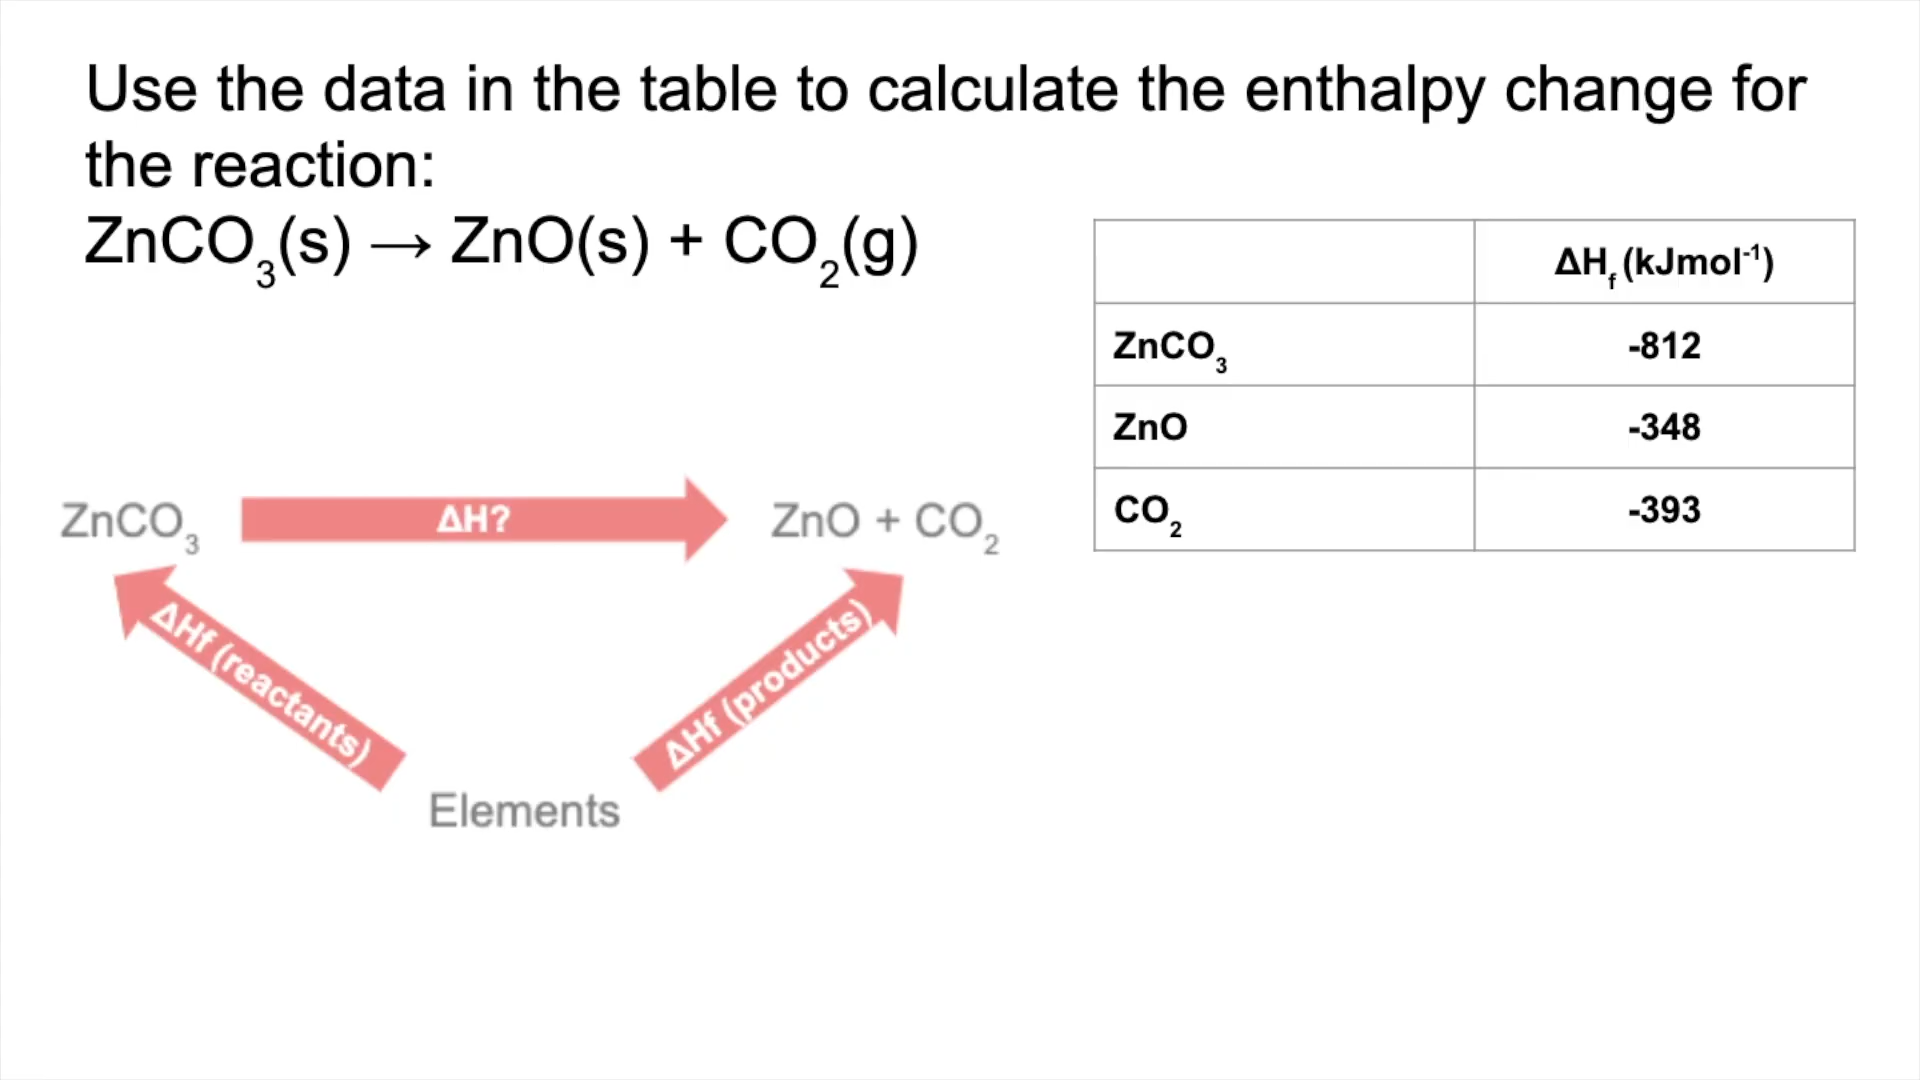 Use the data in the table to calculate the enthalpy change for
the reaction:
ZnCO₃(s) → ZnO(s) + CO₂(g)
ΔHf (kJmol⁻¹)
ZnCO₃ -812
ZnO -348
CO₂ -393
ZnCO₃ ΔH? ZnO + CO₂
ΔHf (reactants)
ΔHf (products)
Elements